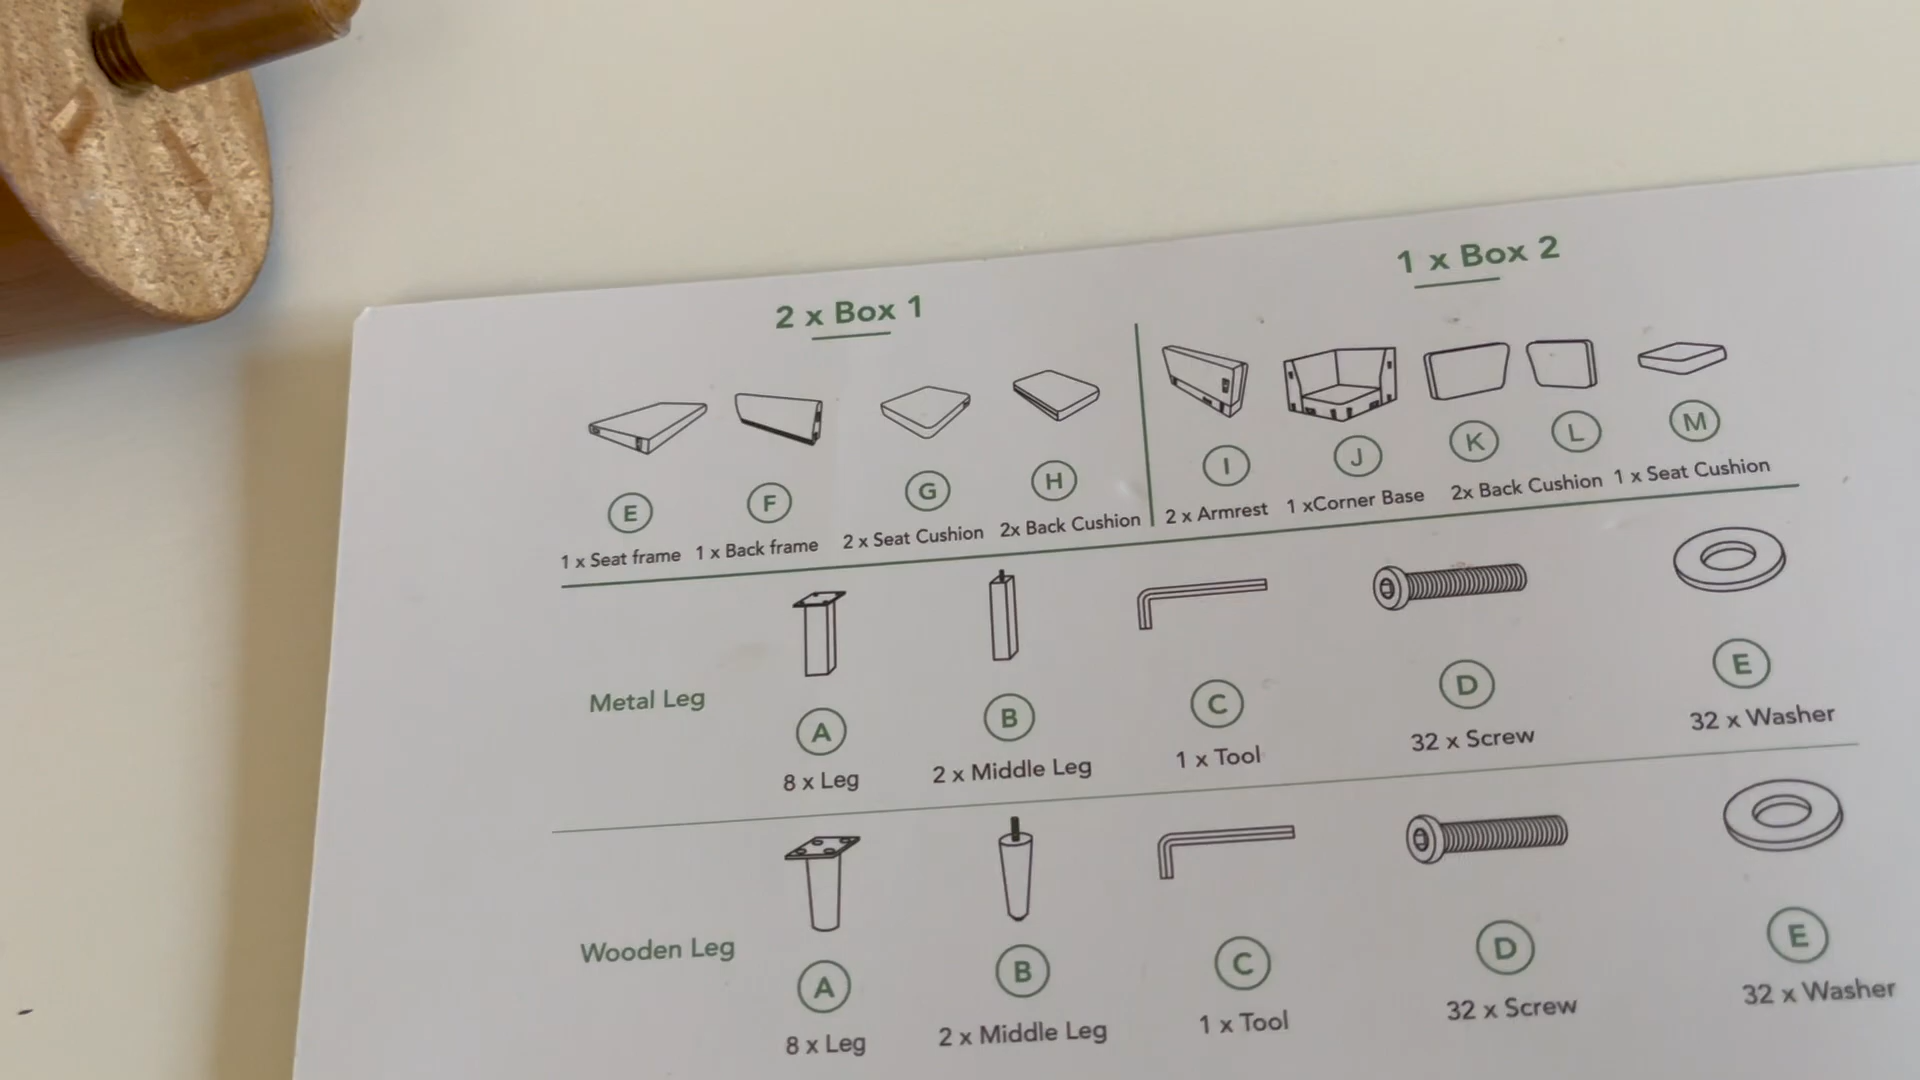 2 x Box 1
E F G H
1 x Seat frame 1 x Back frame 2 x Seat Cushion 2x Back Cushion
1 x Box 2
I J K L M
2 x Armrest 1 xCorner Base 2x Back Cushion 1 x Seat Cushion
Metal Leg
A B C D E
8 x Leg 2 x Middle Leg 1 x Tool 32 x Screw 32 x Washer
Wooden Leg
A B C D E
8 x Leg 2 x Middle Leg 1 x Tool 32 x Screw 32 x Washer